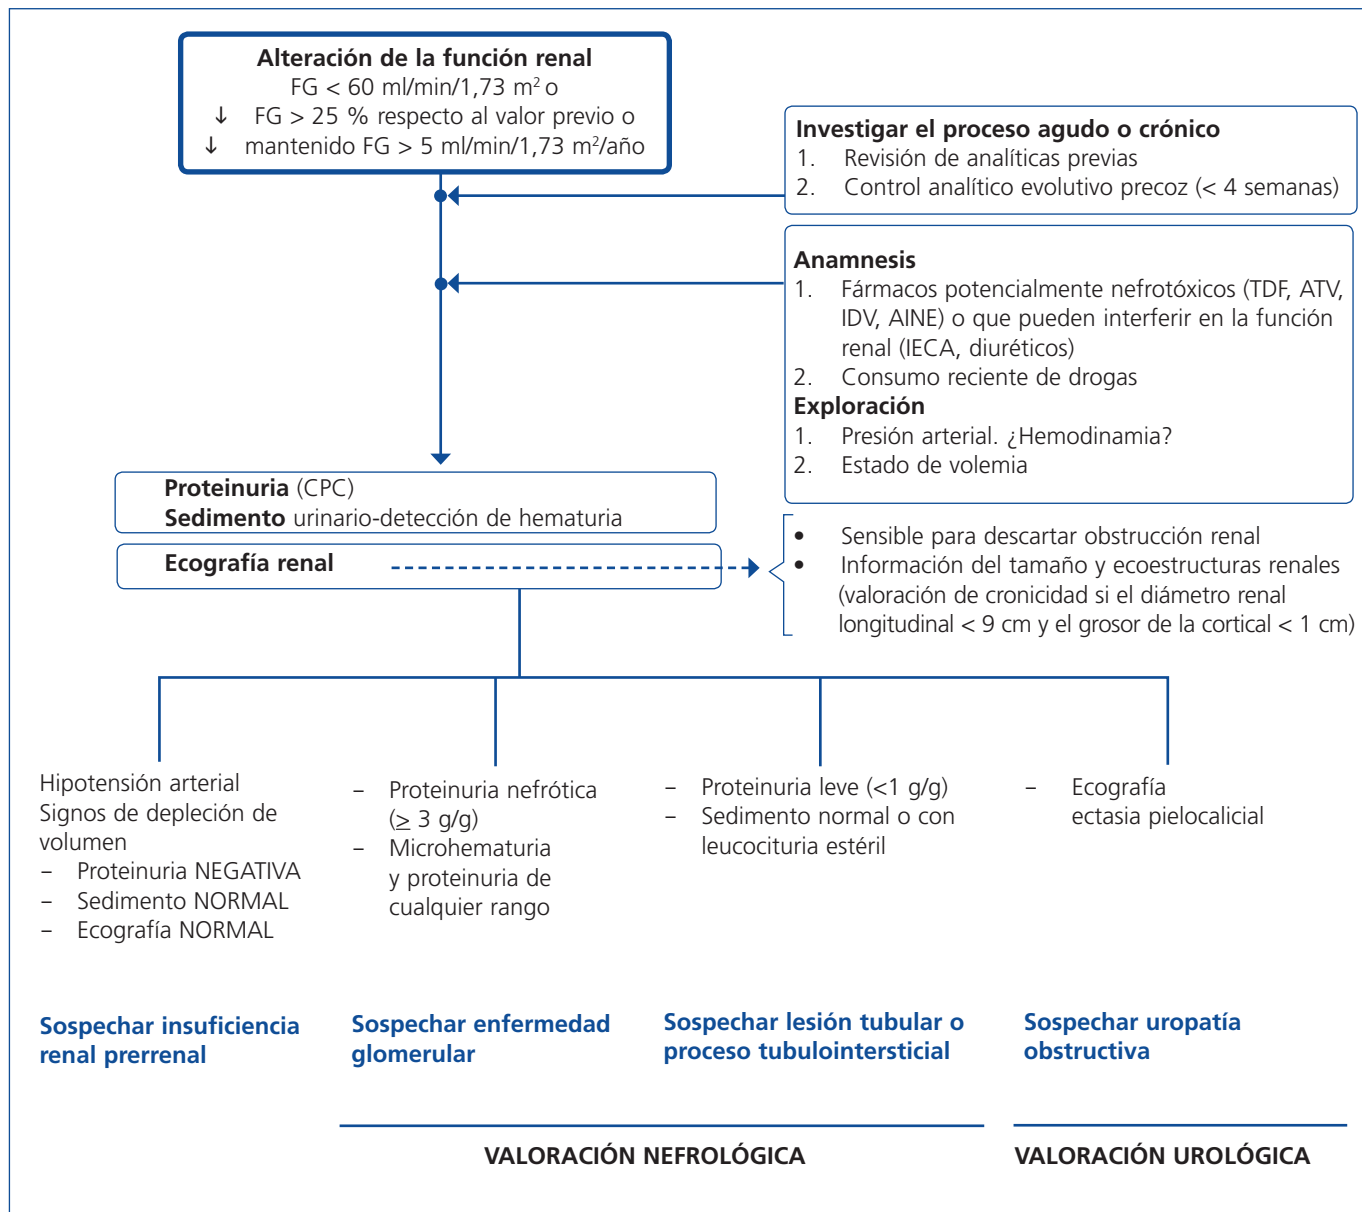 Alteración de la función renal
FG < 60 ml/min/1,73 m² o
↓ FG > 25 % respecto al valor previo o
↓ mantenido FG > 5 ml/min/1,73 m²/año
Investigar el proceso agudo o crónico
1. Revisión de analíticas previas
2. Control analítico evolutivo precoz (< 4 semanas)
Anamnesis
1. Fármacos potencialmente nefrotóxicos (TDF, ATV,
IDV, AINE) o que pueden interferir en la función
renal (IECA, diuréticos)
2. Consumo reciente de drogas
Exploración
1. Presión arterial. ¿Hemodinamia?
2. Estado de volemia
Proteinuria (CPC)
Sedimento urinario-detección de hematuria
Ecografía renal
• Sensible para descartar obstrucción renal
• Información del tamaño y ecoestructuras renales
(valoración de cronicidad si el diámetro renal
longitudinal < 9 cm y el grosor de la cortical < 1 cm)
Hipotensión arterial
Signos de depleción de
volumen
– Proteinuria NEGATIVA
– Sedimento NORMAL
– Ecografía NORMAL
– Proteinuria nefrótica
(≥ 3 g/g)
– Microhematuria
y proteinuria de
cualquier rango
– Proteinuria leve (<1 g/g)
– Sedimento normal o con
leucocituria estéril
– Ecografía
ectasia pielocalicial
Sospechar insuficiencia
renal prerrenal
Sospechar enfermedad
glomerular
Sospechar lesión tubular o
proceso tubulointersticial
Sospechar uropatía
obstructiva
VALORACIÓN NEFROLÓGICA
VALORACIÓN UROLÓGICA